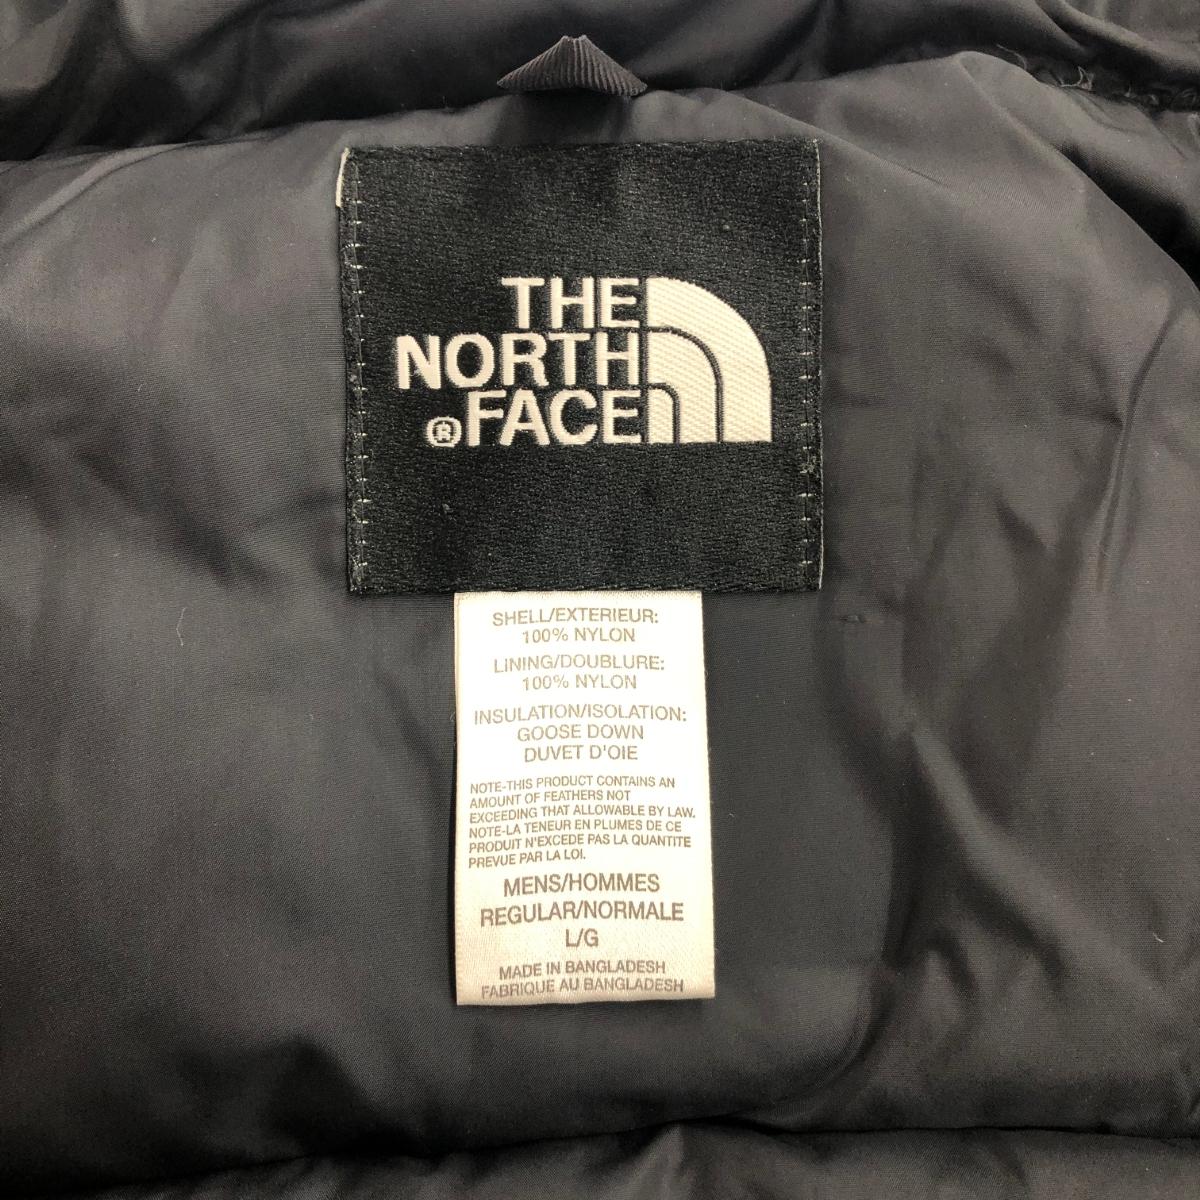 THE
NORTH
®FACE
SHELL/EXTERIEUR:
100% NYLON
LINING/DOUBLURE:
100% NYLON
INSULATION/ISOLATION:
GOOSE DOWN
DUVET D'OIE
NOTE-THIS PRODUCT CONTAINS AN
AMOUNT OF FEATHERS NOT
EXCEEDING THAT ALLOWABLE BY LAW.
NOTE-LA TENEUR EN PLUMES DE CE
PRODUIT N'EXCEDE PAS LA QUANTITE
PREVUE PAR LA LOI.
MENS/HOMMES
REGULAR/NORMALE
L/G
MADE IN BANGLADESH
FABRIQUE AU BANGLADESH